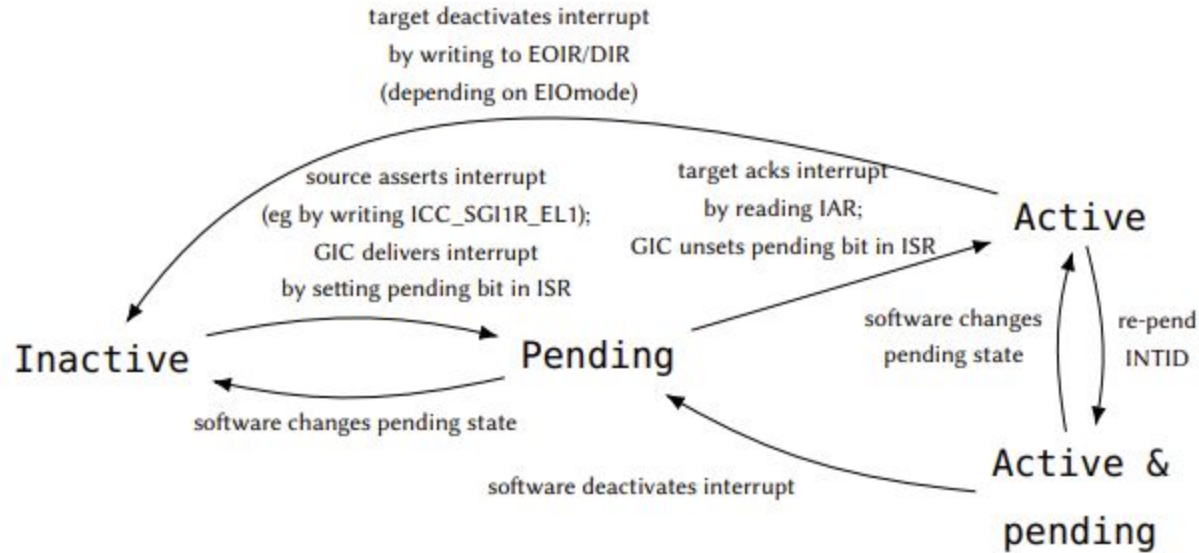 target deactivates interrupt
by writing to EOIR/DIR
(depending on EIOmode)
source asserts interrupt
(eg by writing ICC_SGI1R_EL1);
GIC delivers interrupt
by setting pending bit in ISR
target acks interrupt
by reading IAR;
GIC unsets pending bit in ISR
Active
Inactive
Pending
software changes
pending state
re-pend
INTID
software changes pending state
software deactivates interrupt
Active &
pending